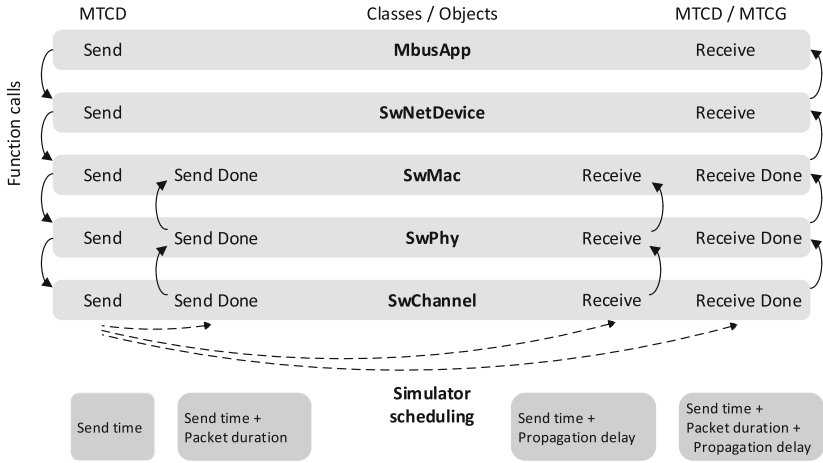 MTCD Classes / Objects MTCD / MTCG
Send MbusApp Receive
Function calls
Send SwNetDevice Receive
Send Send Done SwMac Receive Receive Done
Send Send Done SwPhy Receive Receive Done
Send Send Done SwChannel Receive Receive Done
Simulator
scheduling
Send time
Send time +
Packet duration
Send time +
Propagation delay
Send time +
Packet duration +
Propagation delay